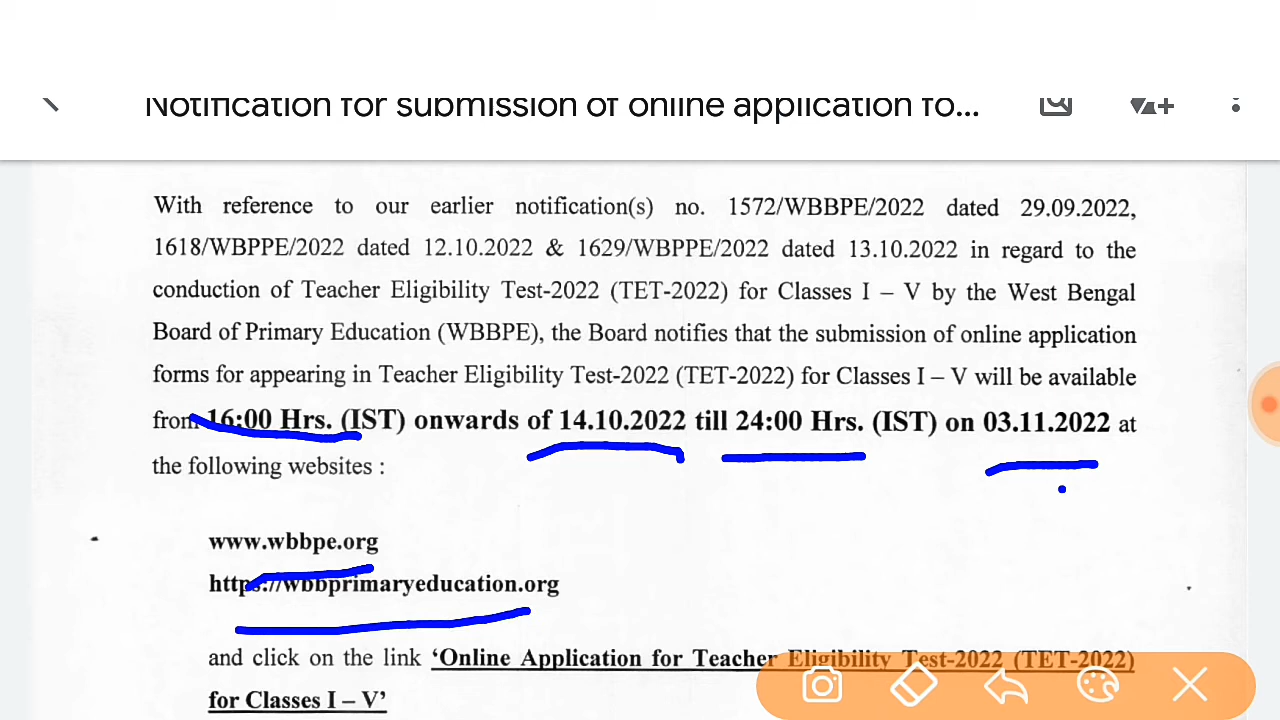 Notification for submission of online application fo...
With reference to our earlier notification(s) no. 1572/WBBPE/2022 dated 29.09.2022,
1618/WBPPE/2022 dated 12.10.2022 & 1629/WBPPE/2022 dated 13.10.2022 in regard to the
conduction of Teacher Eligibility Test-2022 (TET-2022) for Classes I – V by the West Bengal
Board of Primary Education (WBBPE), the Board notifies that the submission of online application
forms for appearing in Teacher Eligibility Test-2022 (TET-2022) for Classes I – V will be available
from 16:00 Hrs. (IST) onwards of 14.10.2022 till 24:00 Hrs. (IST) on 03.11.2022 at
the following websites :
www.wbbpe.org
https://wbbprimaryeducation.org
and click on the link ‘Online Application for Teacher Eligibility Test-2022 (TET-2022)
for Classes I – V’